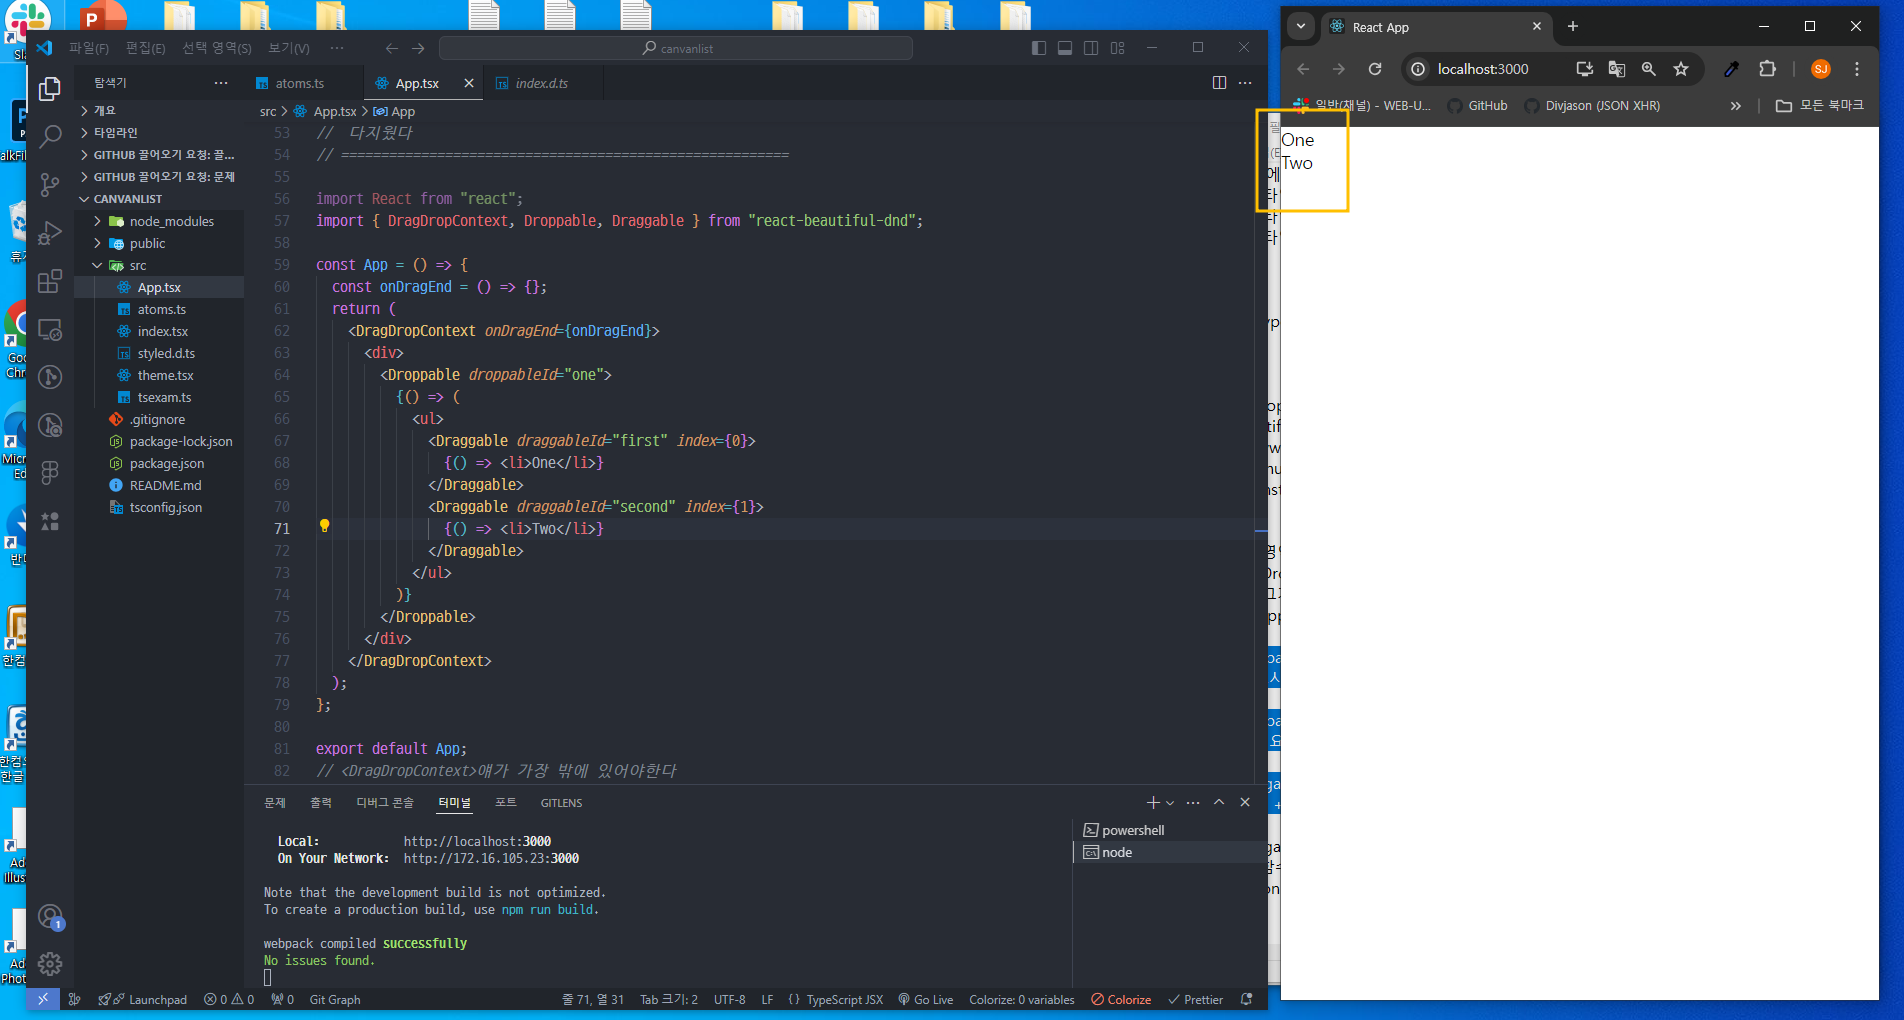 파일(F) 편집(E) 선택 영역(S) 보기(V) ···
canvanlist
탐색기
개요
타임라인
GITHUB 끌어오기 요청: 끌...
GITHUB 끌어오기 요청: 문제
CANVANLIST
node_modules
public
src
App.tsx
atoms.ts
index.tsx
styled.d.ts
theme.tsx
tsexam.ts
.gitignore
package-lock.json
package.json
README.md
tsconfig.json
atoms.ts App.tsx index.d.ts
src > App.tsx > App
53 // 다지웠다
54 // ========================================================
55
56 import React from "react";
57 import { DragDropContext, Droppable, Draggable } from "react-beautiful-dnd";
58
59 const App = () => {
60 const onDragEnd = () => {};
61 return (
62 <DragDropContext onDragEnd={onDragEnd}>
63 <div>
64 <Droppable droppableId="one">
65 {() => (
66 <ul>
67 <Draggable draggableId="first" index={0}>
68 {() => <li>One</li>}
69 </Draggable>
70 <Draggable draggableId="second" index={1}>
71 {() => <li>Two</li>}
72 </Draggable>
73 </ul>
74 )}
75 </Droppable>
76 </div>
77 </DragDropContext>
78 );
79 };
80
81 export default App;
82 // <DragDropContext>얘가 가장 밖에 있어야한다
문제 출력 디버그 콘솔 터미널 포트 GITLENS
Local: http://localhost:3000
On Your Network: http://172.16.105.23:3000
Note that the development build is not optimized.
To create a production build, use npm run build.
webpack compiled successfully
No issues found.
powershell
node
Launchpad 0 0 0 Git Graph 줄 71, 열 31 Tab 크기: 2 UTF-8 LF {} TypeScript JSX Go Live Colorize: 0 variables Colorize Prettier
React App
localhost:3000
SJ
일반(채널) - WEB-U... GitHub Divjason (JSON XHR) » 모든 북마크
One
Two